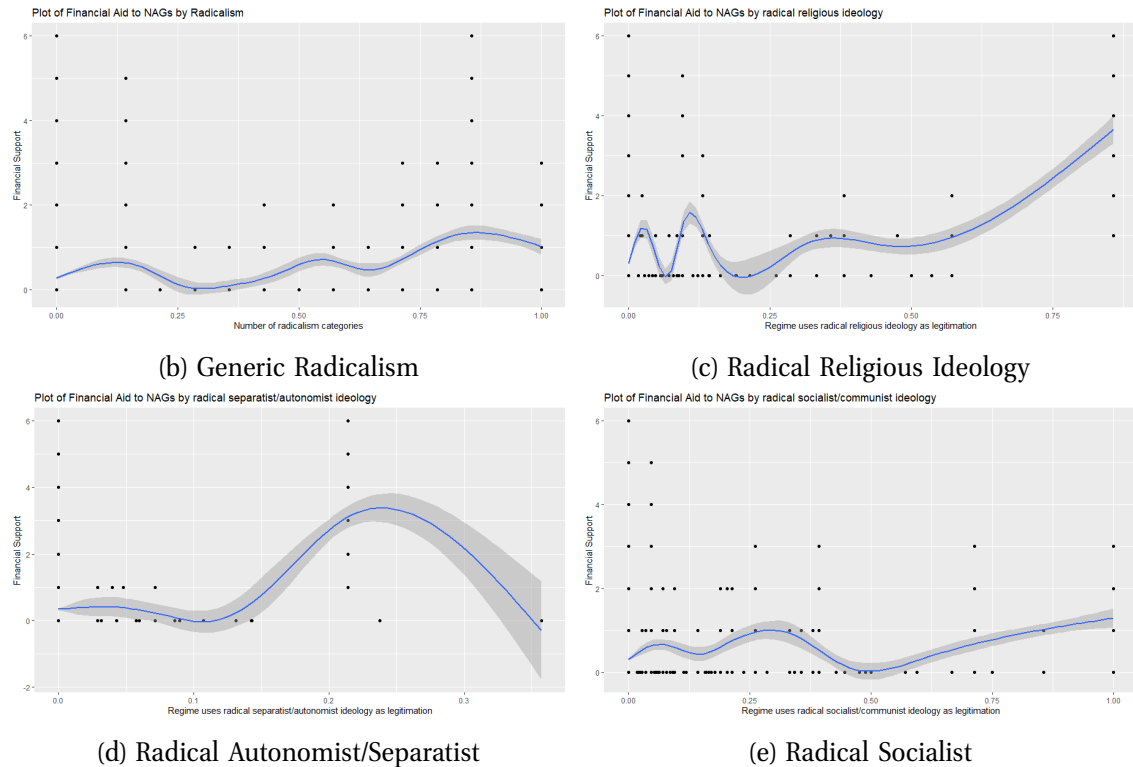 Plot of Financial Aid to NAGs by Radicalism
Financial Support
6
4
2
0
0.00 0.25 0.50 0.75 1.00
Number of radicalism categories
(b) Generic Radicalism
Plot of Financial Aid to NAGs by radical religious ideology
Financial Support
6
4
2
0
0.00 0.25 0.50 0.75
Regime uses radical religious ideology as legitimation
(c) Radical Religious Ideology
Plot of Financial Aid to NAGs by radical separatist/autonomist ideology
Financial Support
6
4
2
0
-2
0.0 0.1 0.2 0.3
Regime uses radical separatist/autonomist ideology as legitimation
(d) Radical Autonomist/Separatist
Plot of Financial Aid to NAGs by radical socialist/communist ideology
Financial Support
6
4
2
0
0.00 0.25 0.50 0.75 1.00
Regime uses radical socialist/communist ideology as legitimation
(e) Radical Socialist